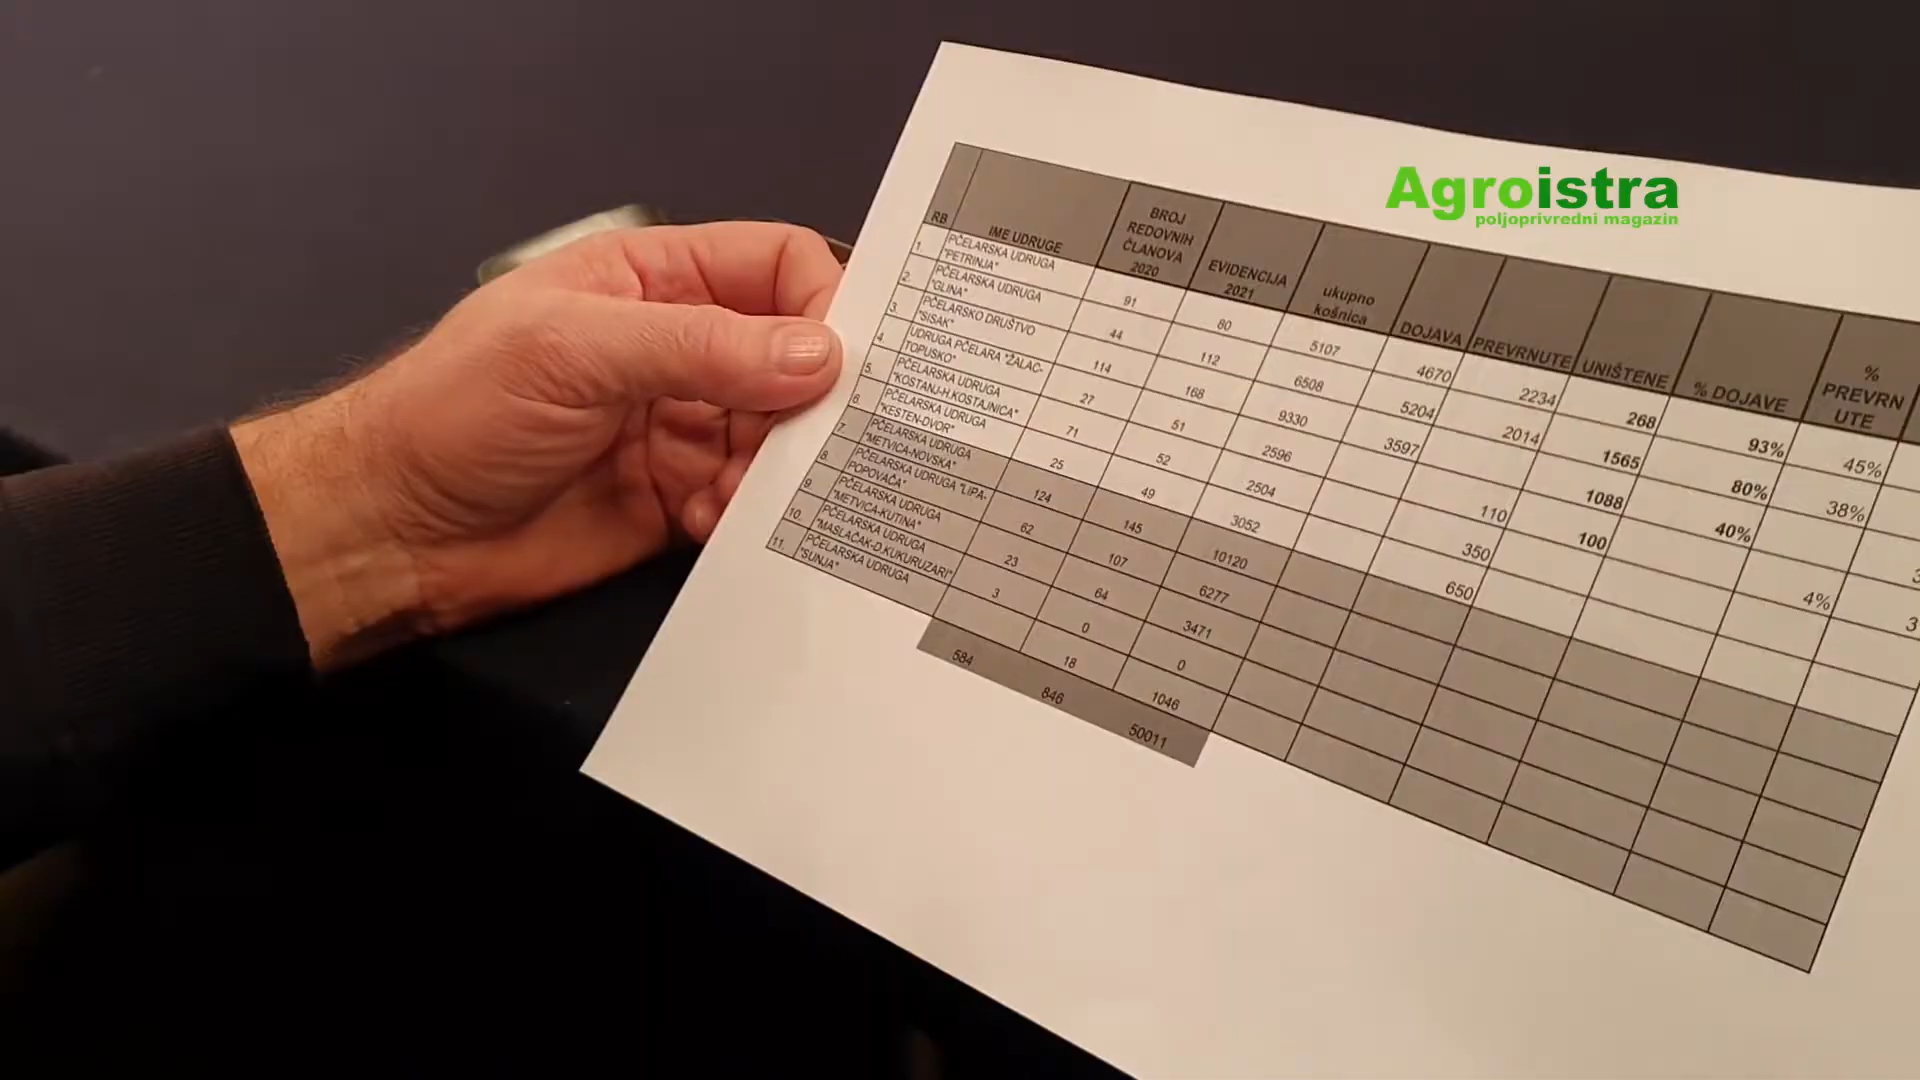 Agroistra
poljoprivredni magazin
RB
IME UDRUGE
BROJ
REDOVNIH
ČLANOVA
2020
EVIDENCIJA
2021
ukupno
košnica
DOJAVA
PREVRNUTE
UNIŠTENE
% DOJAVE
%
PREVRN
UTE
1. PČELARSKA UDRUGA
"PETRINJA" 91 80 5107 4670 2234 268 93% 45%
2. PČELARSKA UDRUGA
"GLINA" 44 112 6508 5204 2014 1565 80% 38%
3. PČELARSKO DRUŠTVO
"SISAK" 114 168 9330 3597 1088 40%
4. UDRUGA PČELARA "ŽALAC-
TOPUSKO" 27 51 2596 110 100 4%
5. PČELARSKA UDRUGA
"KOSTANJ-H.KOSTAJNICA" 71 52 2504 350
6. PČELARSKA UDRUGA
"KESTEN-DVOR" 25 49 3052 650
7. PČELARSKA UDRUGA
"METVICA-NOVSKA" 124 145 10120
8. PČELARSKA UDRUGA "LIPA-
POPOVAČA" 62 107 6277
9. PČELARSKA UDRUGA
"METVICA-KUTINA" 23 64 3471
10. PČELARSKA UDRUGA
"MASLAČAK-D.KUKURUZARI" 3 0 0
11. PČELARSKA UDRUGA
"SUNJA" 18 1046
584 846 50011